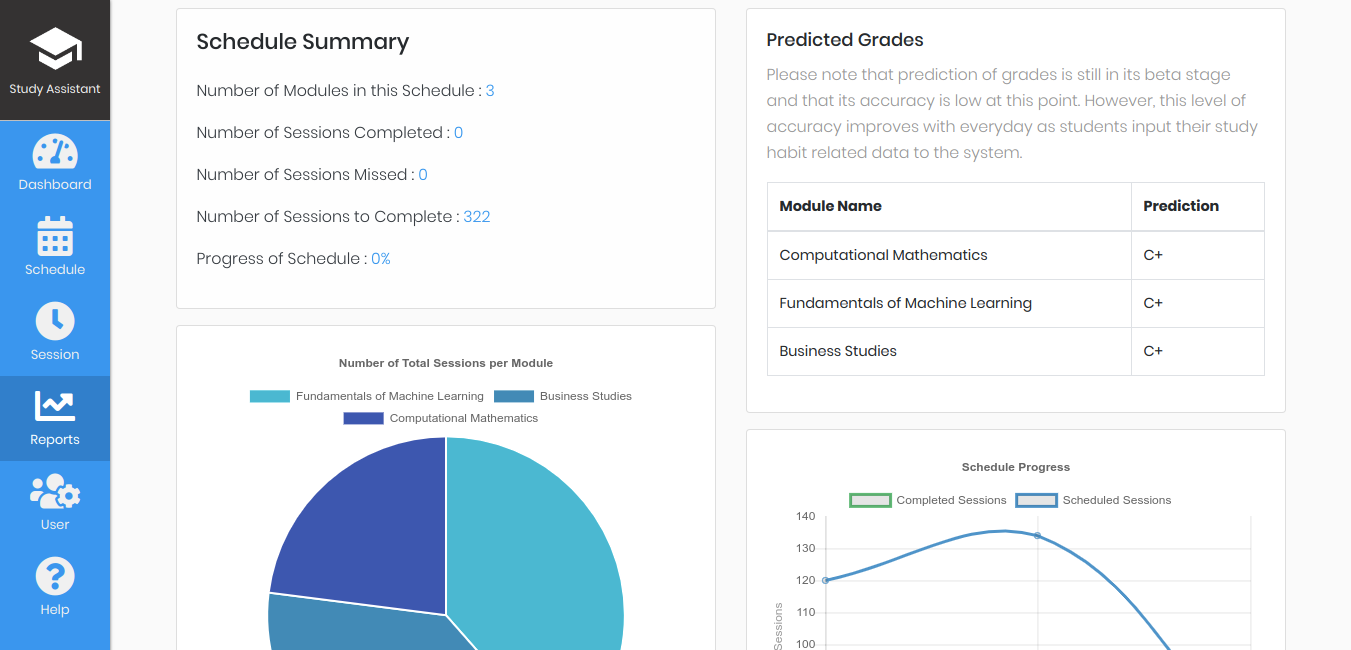 Study Assistant
Dashboard
Schedule
Session
Reports
User
Help
Schedule Summary
Number of Modules in this Schedule : 3
Number of Sessions Completed : 0
Number of Sessions Missed : 0
Number of Sessions to Complete : 322
Progress of Schedule : 0%
Number of Total Sessions per Module
Fundamentals of Machine Learning Business Studies
Computational Mathematics
Predicted Grades
Please note that prediction of grades is still in its beta stage
and that its accuracy is low at this point. However, this level of
accuracy improves with everyday as students input their study
habit related data to the system.
Module Name Prediction
Computational Mathematics C+
Fundamentals of Machine Learning C+
Business Studies C+
Schedule Progress
Completed Sessions Scheduled Sessions
140
130
120
110
100
Sessions